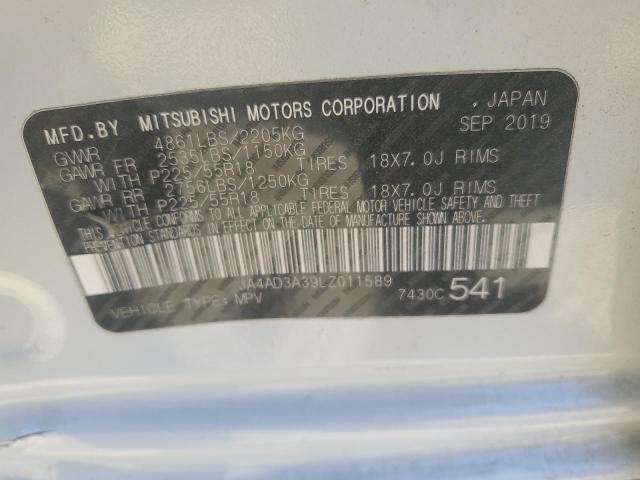 MFD.BY MITSUBISHI MOTORS CORPORATION . JAPAN
SEP 2019
GVWR 4861LBS/2205KG
GAWR FR 2535LBS/1150KG
WITH P225/55R18 TIRES 18X7.0J RIMS
GAWR RR 2756LBS/1250KG
WITH P225/55R18 TIRES 18X7.0J RIMS
THIS VEHICLE CONFORMS TO ALL APPLICABLE FEDERAL MOTOR VEHICLE SAFETY AND THEFT
PREVENTION STANDARDS IN EFFECT ON THE DATE OF MANUFACTURE SHOWN ABOVE.
JA4AD3A39LZ011589
VEHICLE TYPE: MPV 7430C 541